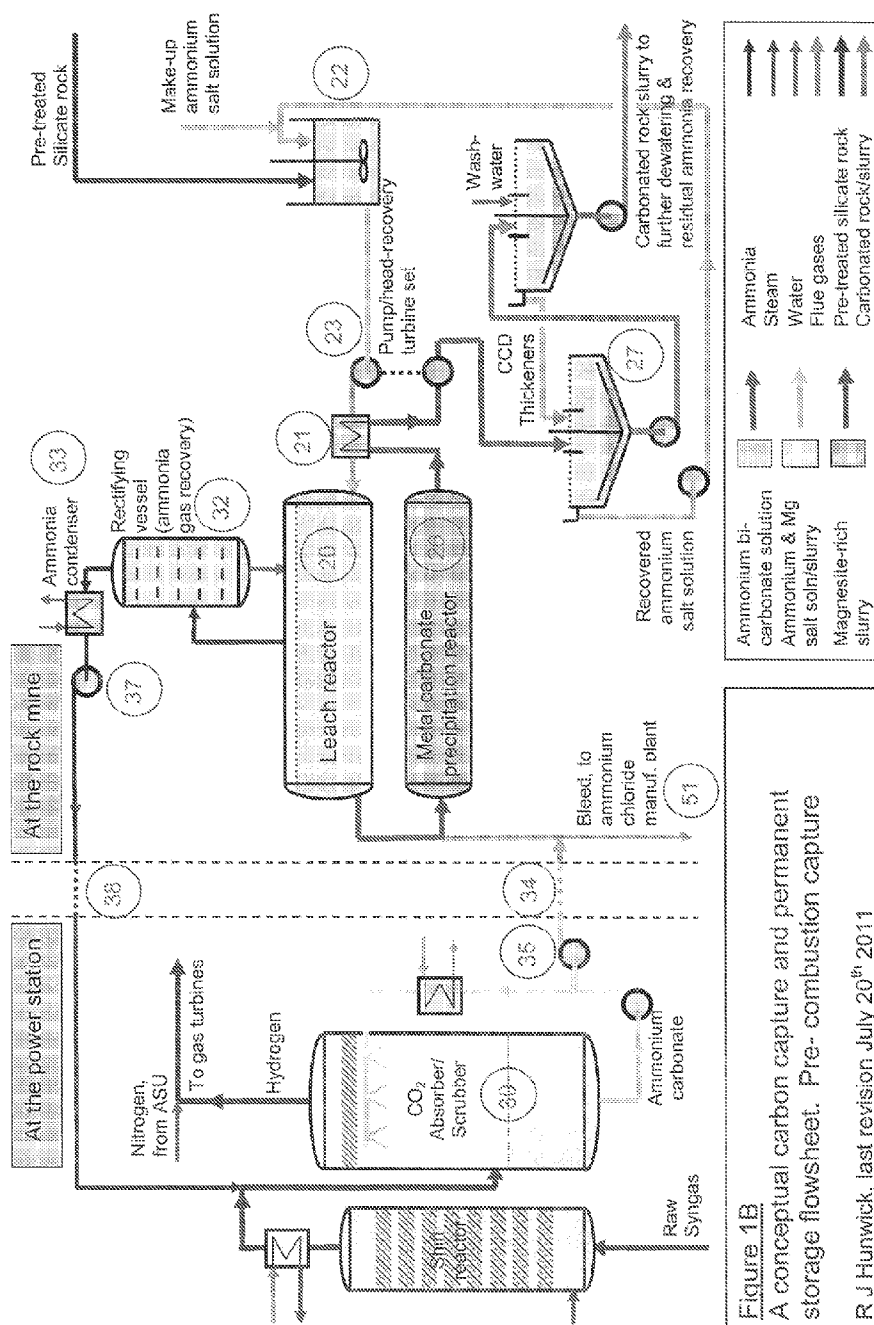 At the power station
At the rock mine
Nitrogen,
from ASU
To gas turbines
Hydrogen
CO₂
Absorber/
Scrubber
30
Shift
reactor
Raw
Syngas
Ammonium
carbonate
35
34
38
37
Ammonia
condenser
33
Rectifying
vessel
(ammonia
gas recovery)
32
Leach reactor
20
Metal carbonate
precipitation reactor
Bleed, to
ammonium
chloride
manuf. plant
51
21
23
Pump/head-recovery
turbine set
Pre-treated
Silicate rock
Make-up
ammonium
salt solution
22
CCD
Thickeners
27
Wash-
water
Recovered
ammonium
salt solution
Carbonated rock slurry to
further dewatering &
residual ammonia recovery
Ammonium bi-
carbonate solution
Ammonium & Mg
salt soln/slurry
Magnesite-rich
slurry
Ammonia
Steam
Water
Flue gases
Pre-treated silicate rock
Carbonated rock/slurry
Figure 1B
A conceptual carbon capture and permanent
storage flowsheet. Pre- combustion capture
R J Hunwick. last revision July 20th 2011